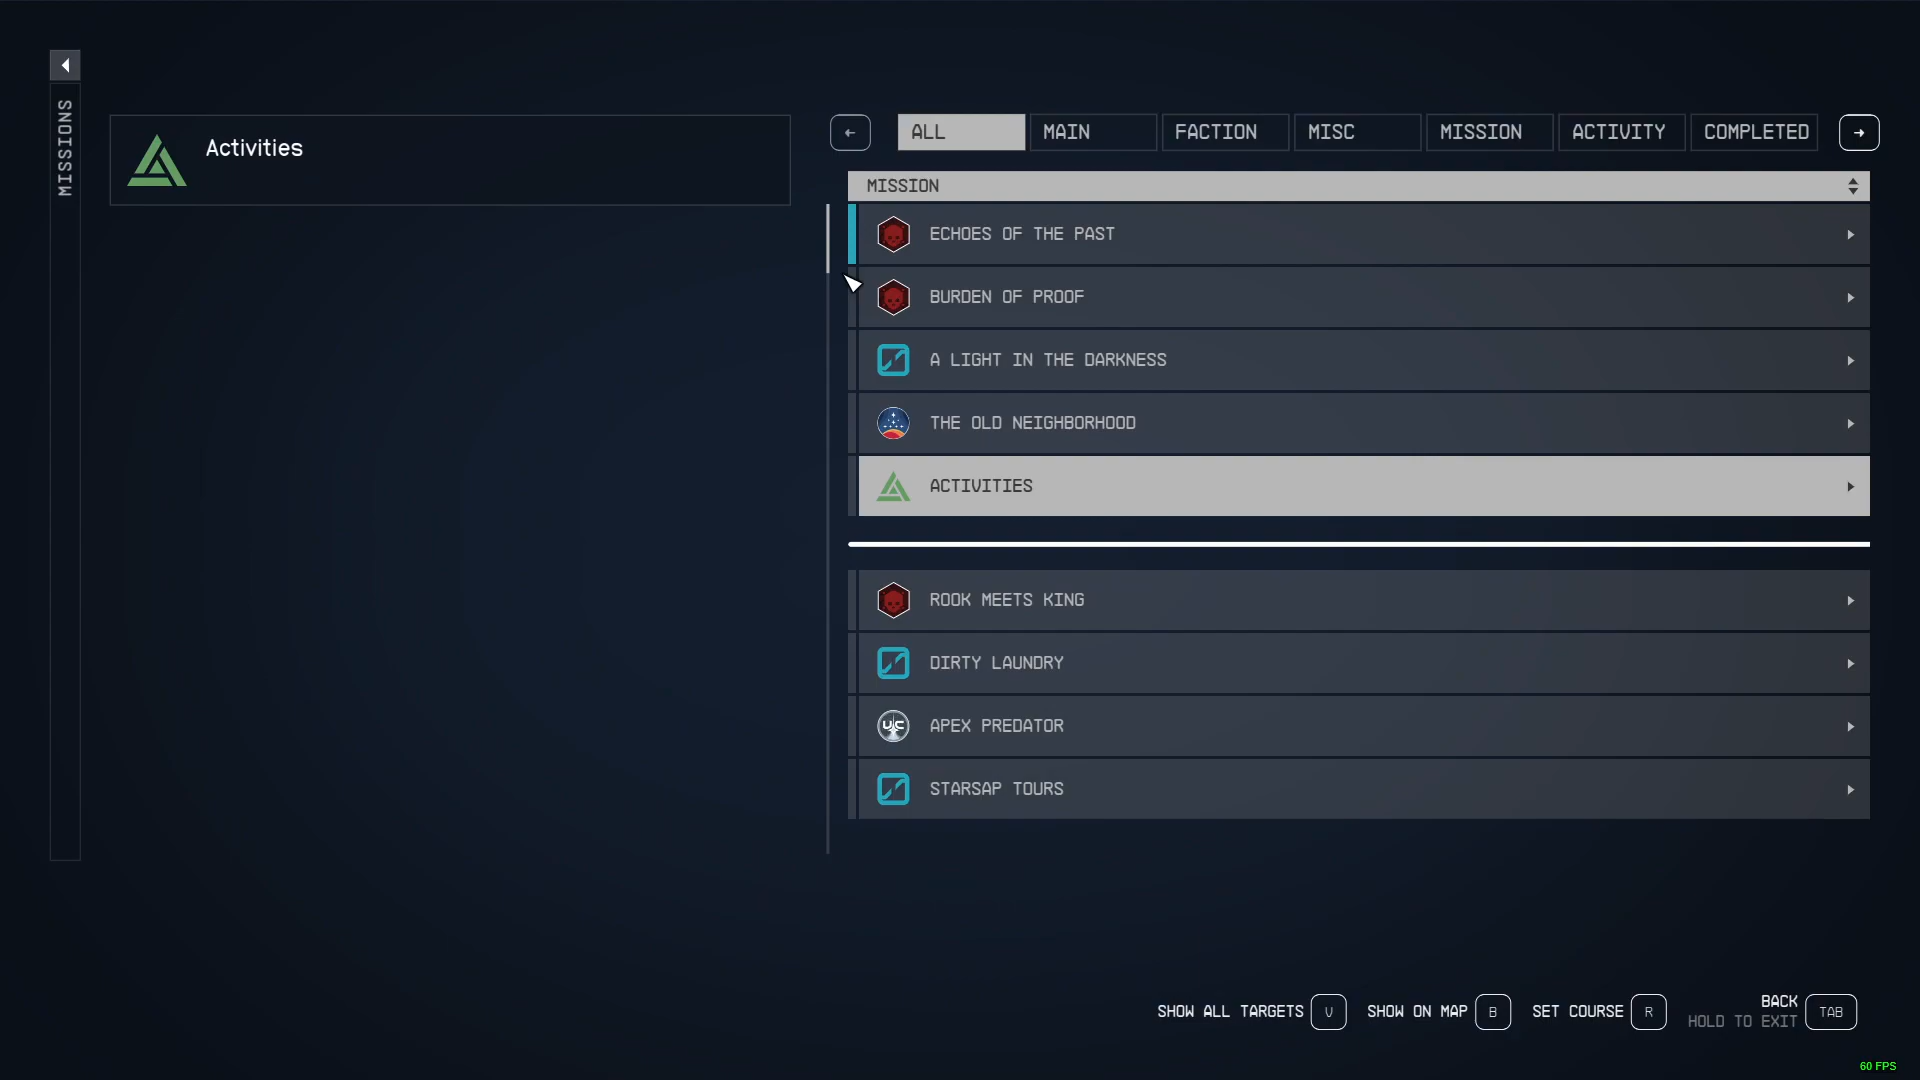 MISSIONS
Activities
ALL
MAIN
FACTION
MISC
MISSION
ACTIVITY
COMPLETED
MISSION
ECHOES OF THE PAST
BURDEN OF PROOF
A LIGHT IN THE DARKNESS
THE OLD NEIGHBORHOOD
ACTIVITIES
ROOK MEETS KING
DIRTY LAUNDRY
UC
APEX PREDATOR
STARSAP TOURS
SHOW ALL TARGETS V
SHOW ON MAP B
SET COURSE R
BACK
HOLD TO EXIT
TAB
60 FPS